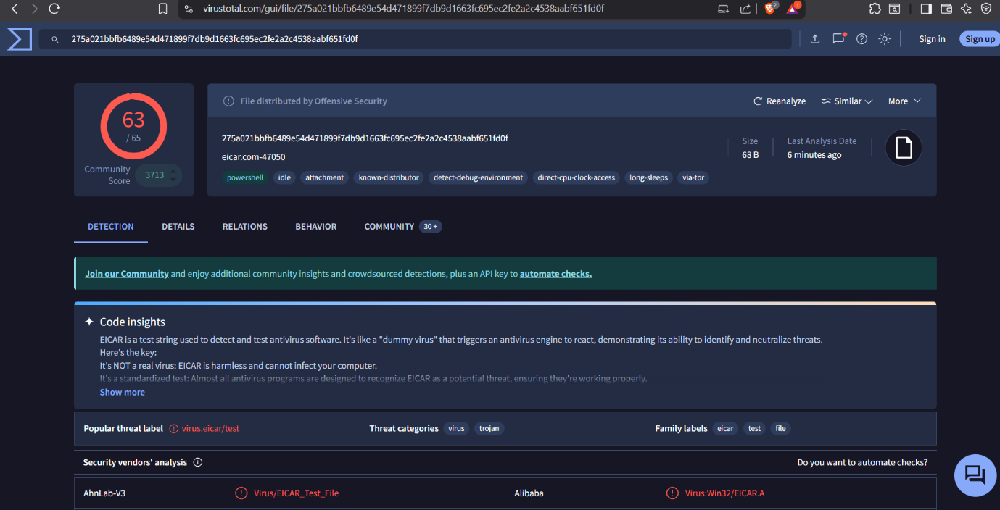 virustotal.com/gui/file/275a021bbfb6489e54d471899f7db9d1663fc695ec2fe2a2c4538aabf651fd0f
2
1
275a021bbfb6489e54d471899f7db9d1663fc695ec2fe2a2c4538aabf651fd0f
Sign in
Sign up
63
/ 65
Community
Score
3713
File distributed by Offensive Security
Reanalyze
Similar
More
275a021bbfb6489e54d471899f7db9d1663fc695ec2fe2a2c4538aabf651fd0f
eicar.com-47050
powershell idle attachment known-distributor detect-debug-environment direct-cpu-clock-access long-sleeps via-tor
Size
68 B
Last Analysis Date
6 minutes ago
DETECTION DETAILS RELATIONS BEHAVIOR COMMUNITY 30 +
Join our Community and enjoy additional community insights and crowdsourced detections, plus an API key to automate checks.
Code insights
EICAR is a test string used to detect and test antivirus software. It's like a "dummy virus" that triggers an antivirus engine to react, demonstrating its ability to identify and neutralize threats.
Here's the key:
It's NOT a real virus: EICAR is harmless and cannot infect your computer.
It's a standardized test: Almost all antivirus programs are designed to recognize EICAR as a potential threat, ensuring they're working properly.
Show more
Popular threat label virus.eicar/test Threat categories virus trojan Family labels eicar test file
Security vendors' analysis Do you want to automate checks?
AhnLab-V3 Virus/EICAR_Test_File Alibaba Virus:Win32/EICAR.A